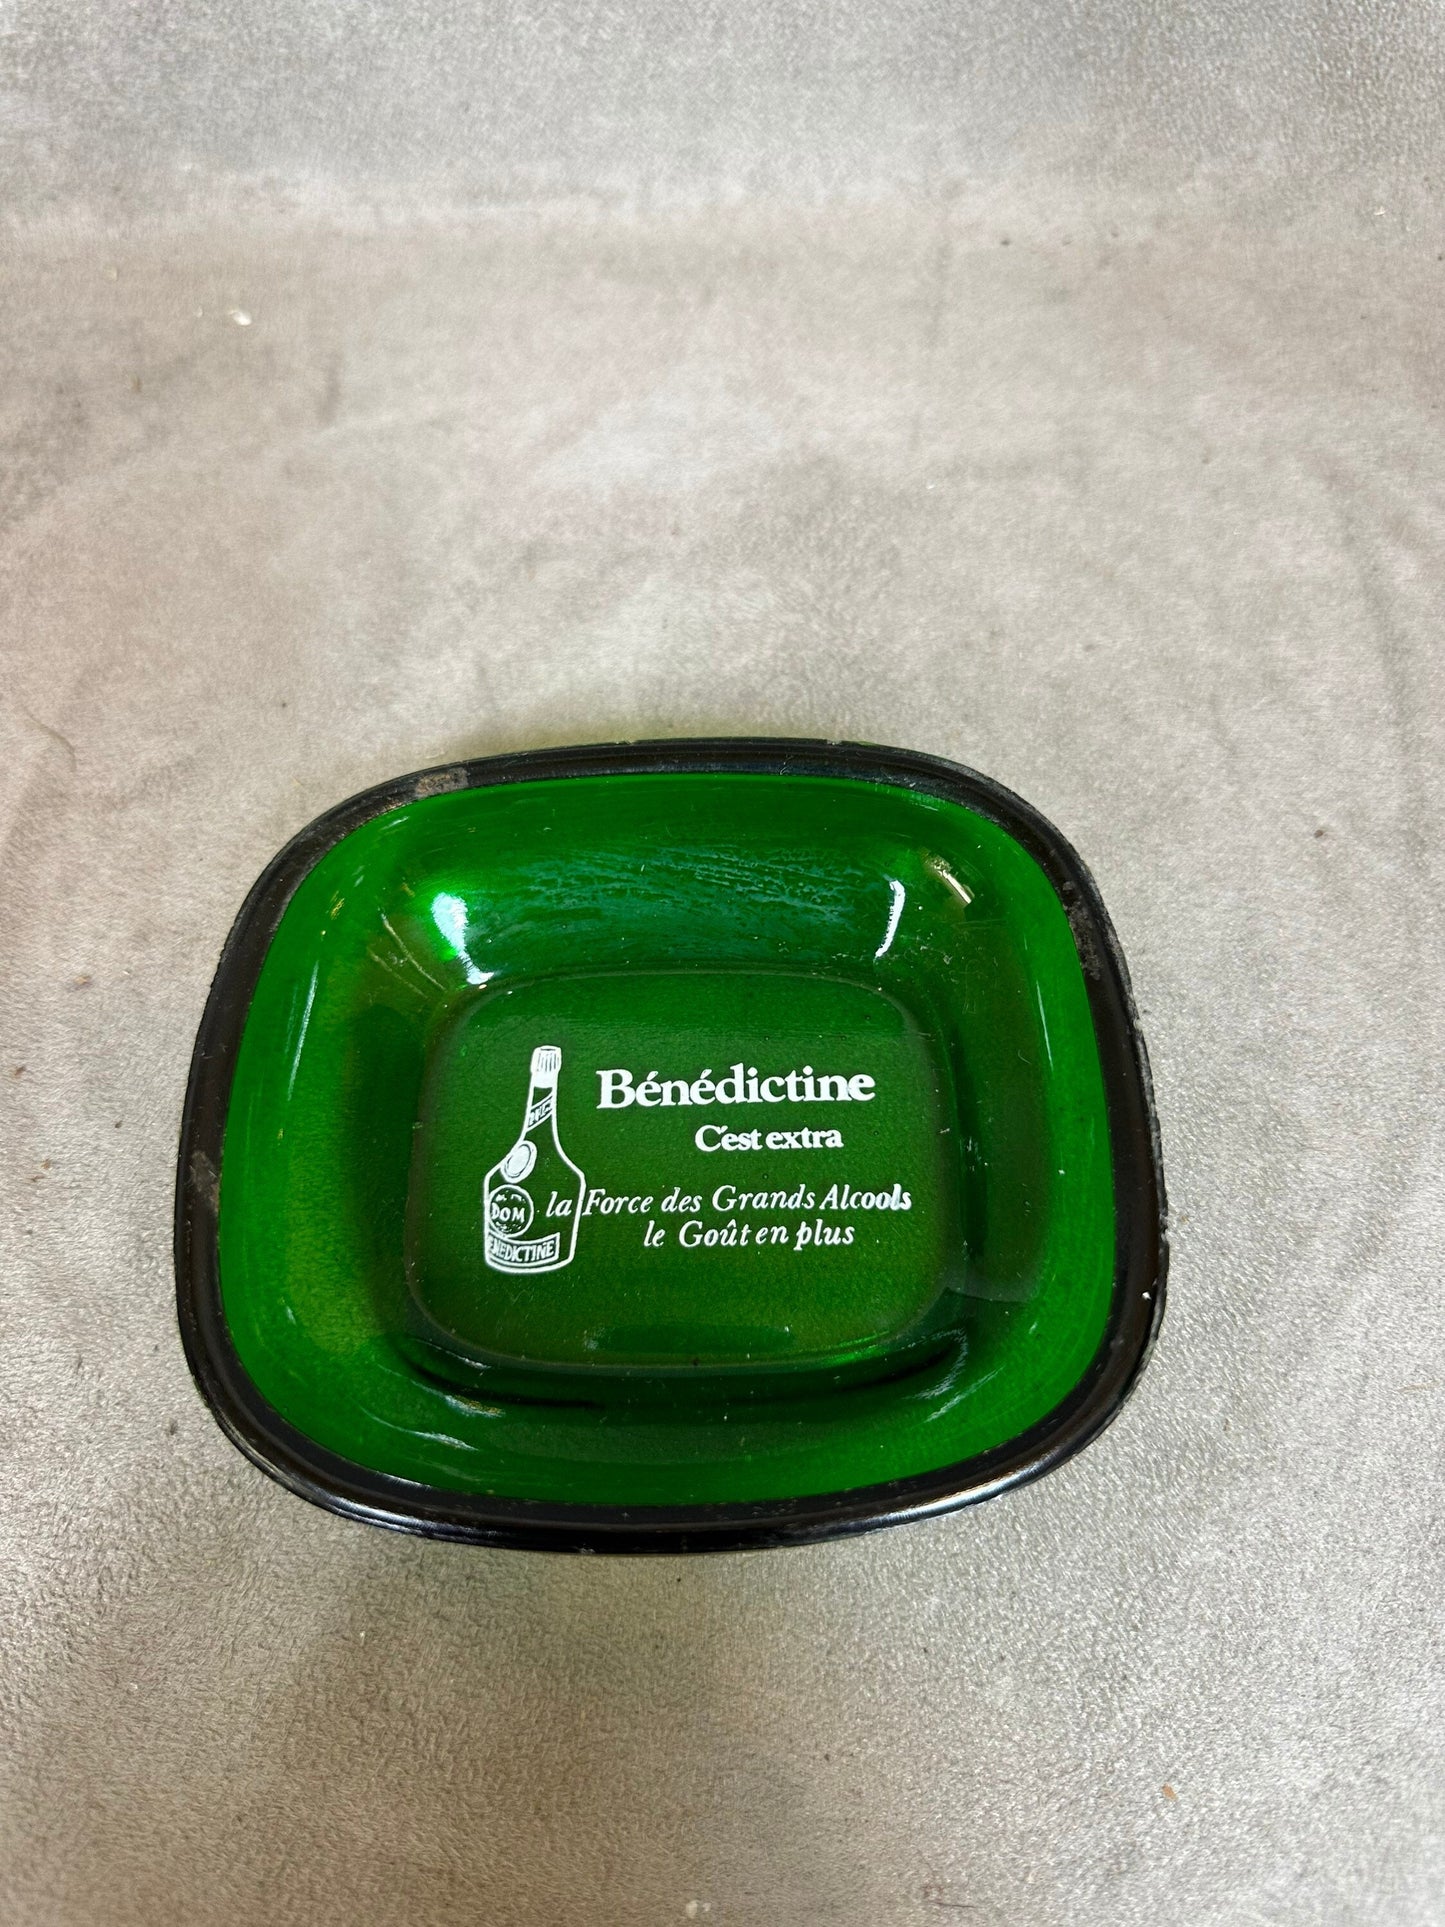 Bénédictine
C'est extra
la Force des Grands Alcools
le Goût en plus
DOM
BENEDICTINE